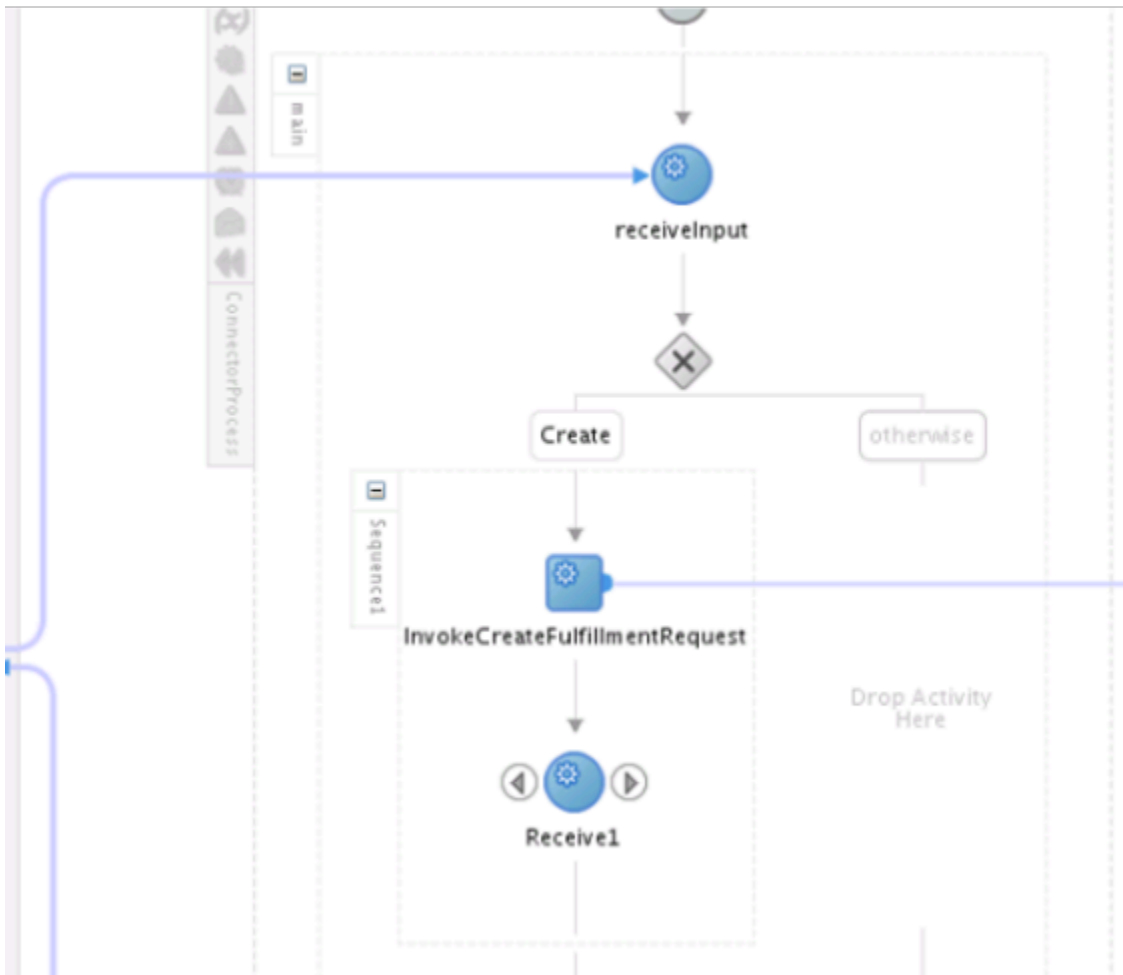 main
receiveInput
ConnectorProcess
Create
otherwise
Sequence1
InvokeCreateFulfillmentRequest
Drop Activity
Here
Receive1